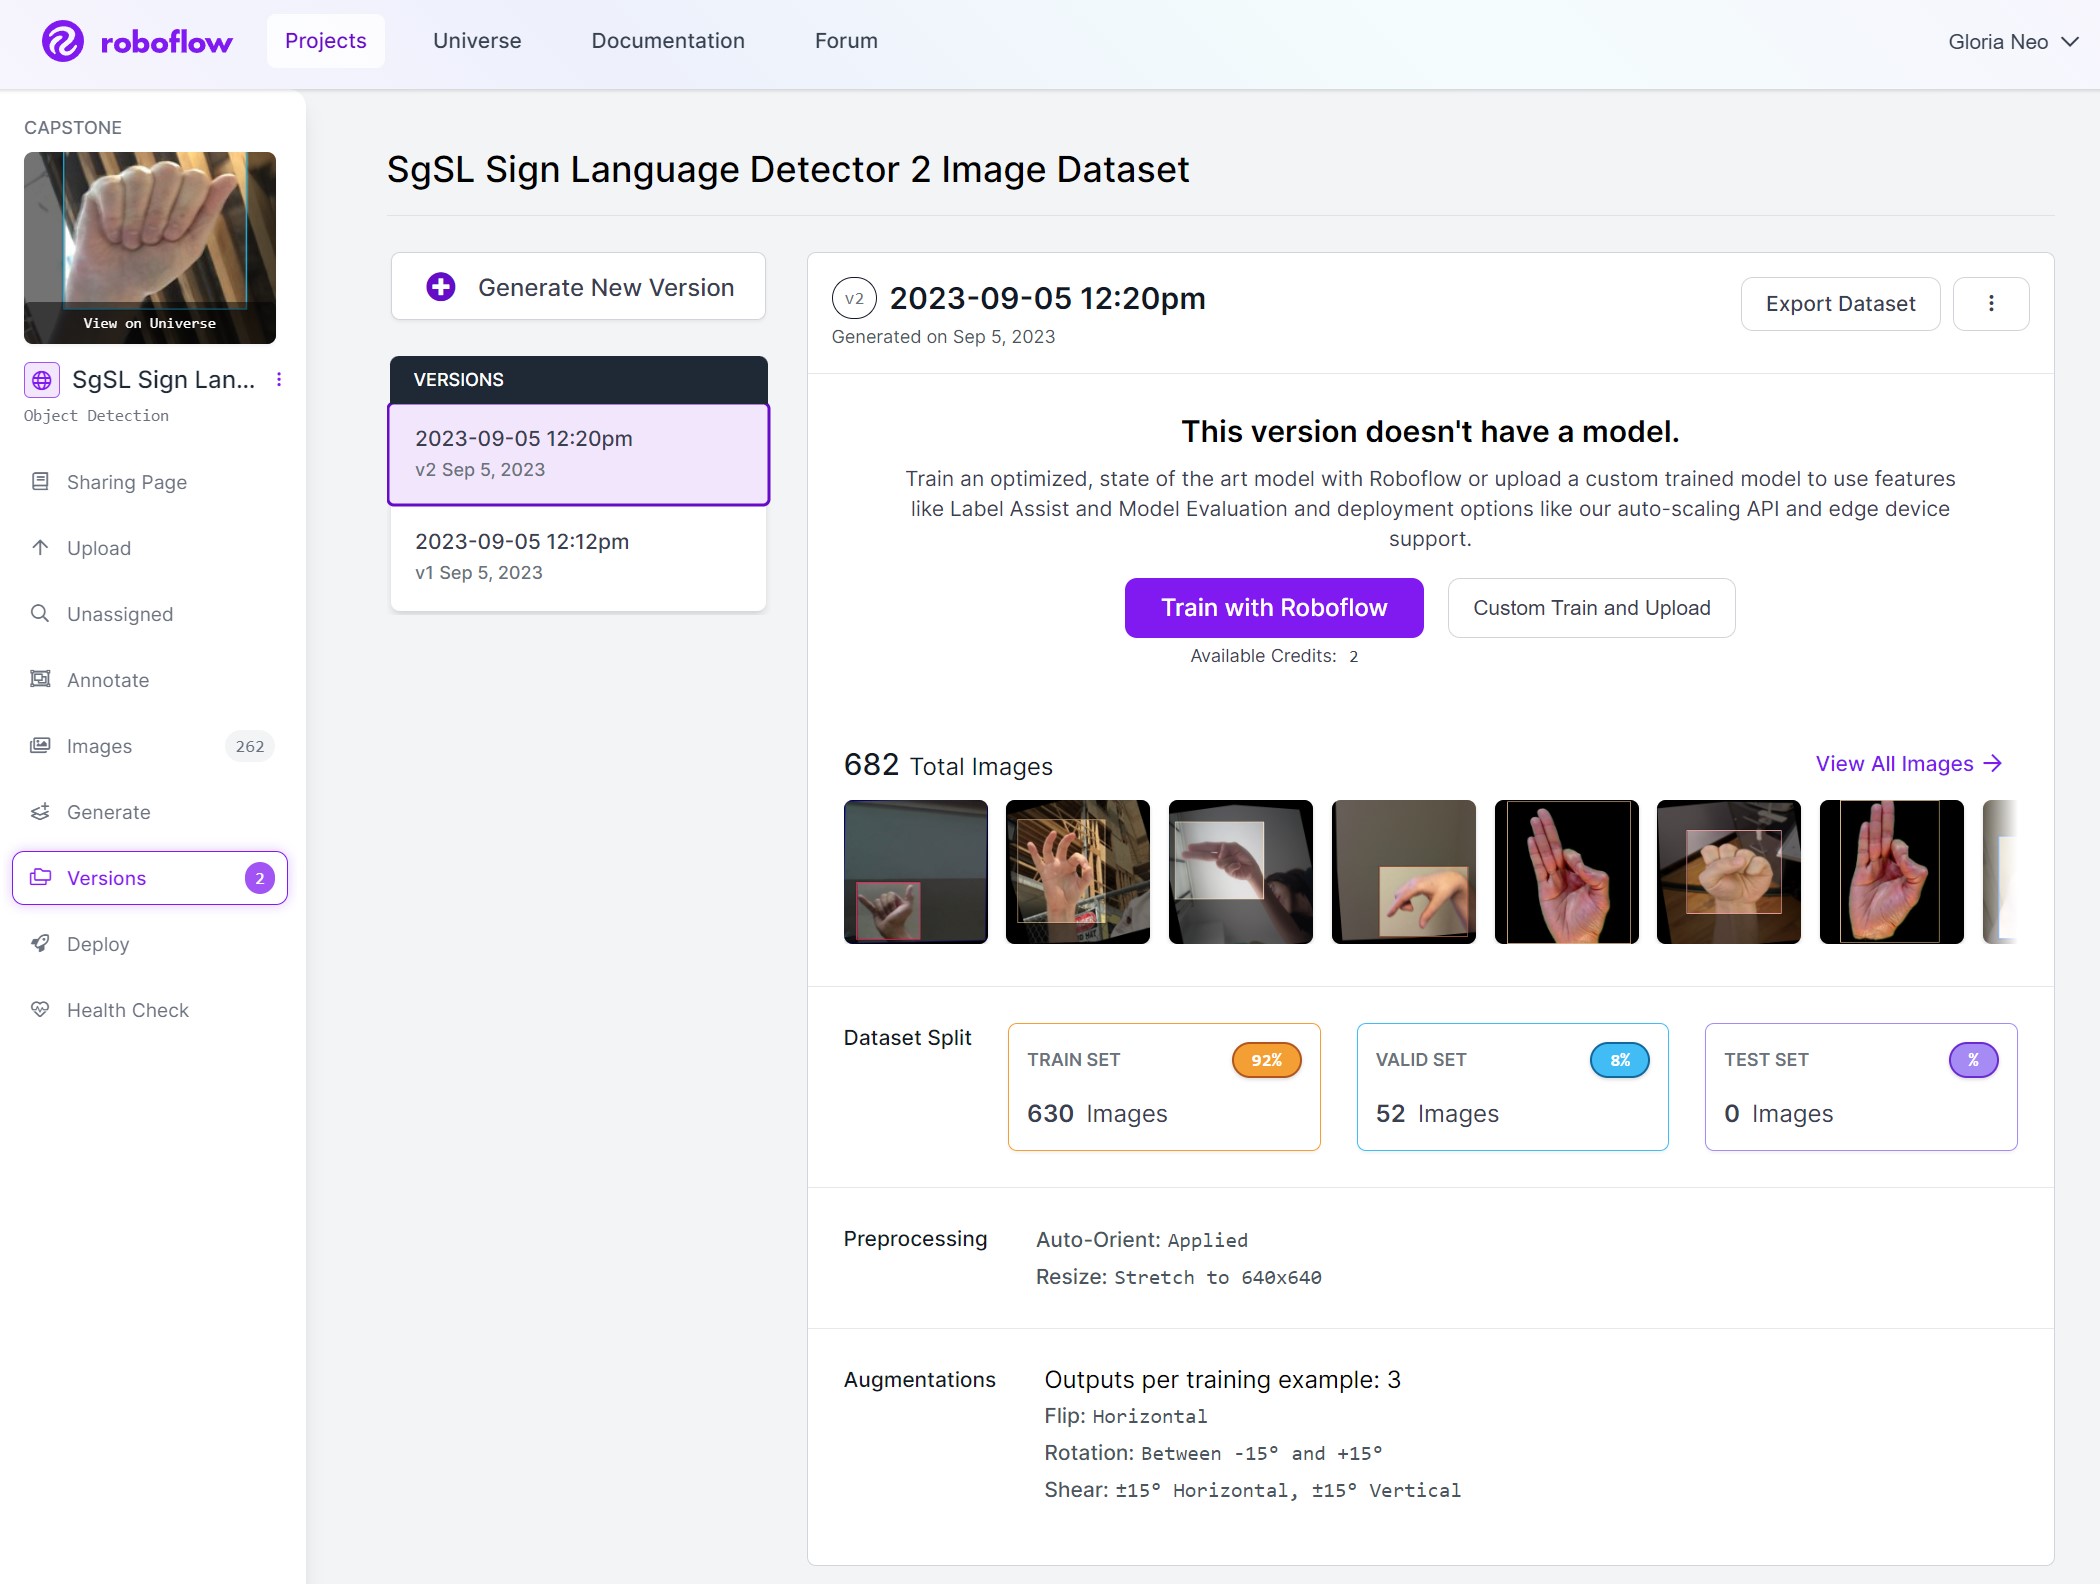 roboflow
Projects
Universe
Documentation
Forum
Gloria Neo
CAPSTONE
View on Universe
SgSL Sign Lan...
Object Detection
Sharing Page
Upload
Unassigned
Annotate
Images 262
Generate
Versions 2
Deploy
Health Check
SgSL Sign Language Detector 2 Image Dataset
Generate New Version
VERSIONS
2023-09-05 12:20pm
v2 Sep 5, 2023
2023-09-05 12:12pm
v1 Sep 5, 2023
v2 2023-09-05 12:20pm
Generated on Sep 5, 2023
Export Dataset
This version doesn't have a model.
Train an optimized, state of the art model with Roboflow or upload a custom trained model to use features
like Label Assist and Model Evaluation and deployment options like our auto-scaling API and edge device
support.
Train with Roboflow
Custom Train and Upload
Available Credits: 2
682 Total Images
View All Images
Dataset Split
TRAIN SET 92%
630 Images
VALID SET 8%
52 Images
TEST SET %
0 Images
Preprocessing
Auto-Orient: Applied
Resize: Stretch to 640x640
Augmentations
Outputs per training example: 3
Flip: Horizontal
Rotation: Between -15° and +15°
Shear: ±15° Horizontal, ±15° Vertical